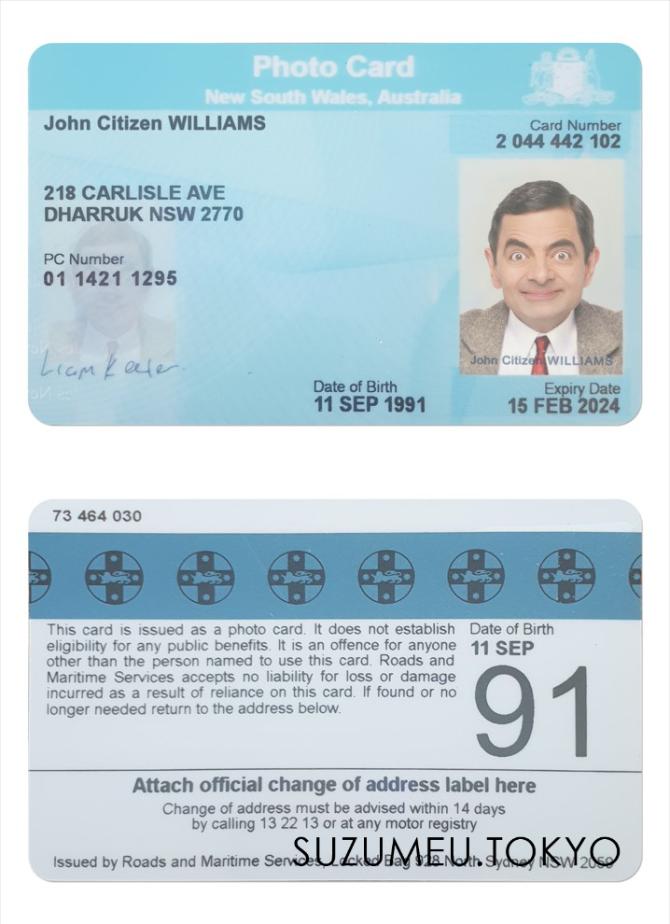 Photo Card
New South Wales, Australia
John Citizen WILLIAMS
Card Number
2 044 442 102
218 CARLISLE AVE
DHARRUK NSW 2770
PC Number
01 1421 1295
John Citizen WILLIAMS
Date of Birth
11 SEP 1991
Expiry Date
15 FEB 2024
73 464 030
This card is issued as a photo card. It does not establish
eligibility for any public benefits. It is an offence for anyone
other than the person named to use this card. Roads and
Maritime Services accepts no liability for loss or damage
incurred as a result of reliance on this card. If found or no
longer needed return to the address below.
Date of Birth
11 SEP
91
Attach official change of address label here
Change of address must be advised within 14 days
by calling 13 22 13 or at any motor registry
Issued by Roads and Maritime Services, Locked Bag 928 North Sydney NSW 2059
SUZUMEU.TOKYO